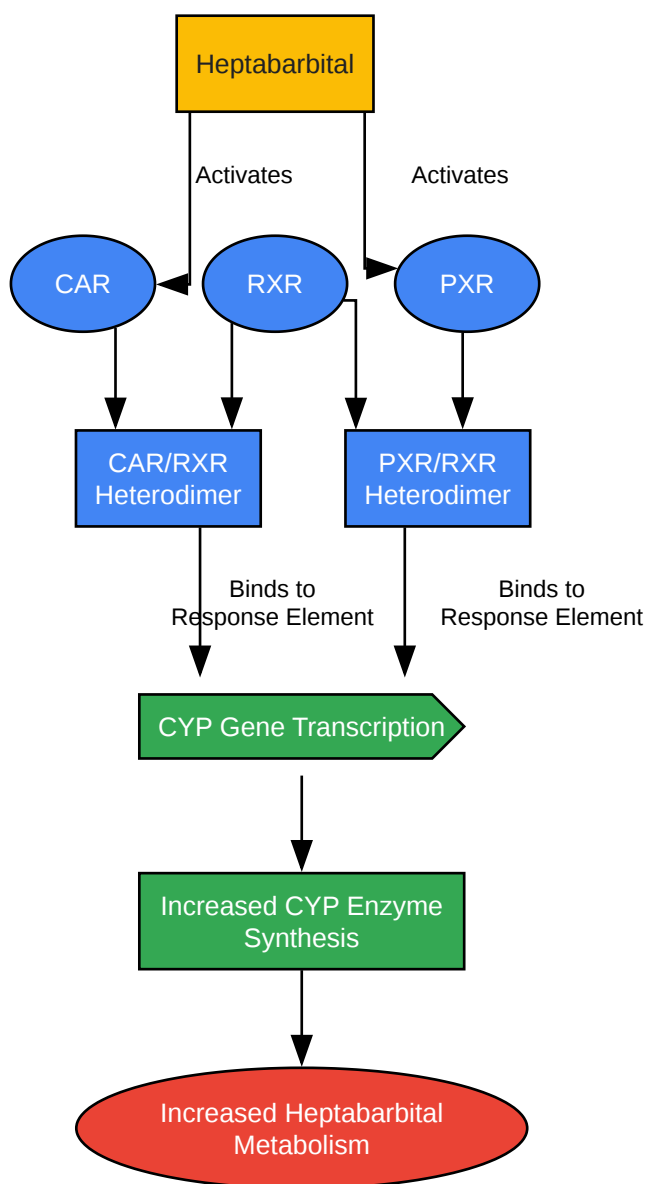 Heptabarbital
Activates
Activates
CAR
RXR
PXR
CAR/RXR
Heterodimer
PXR/RXR
Heterodimer
Binds to
Response Element
Binds to
Response Element
CYP Gene Transcription
Increased CYP Enzyme
Synthesis
Increased Heptabarbital
Metabolism